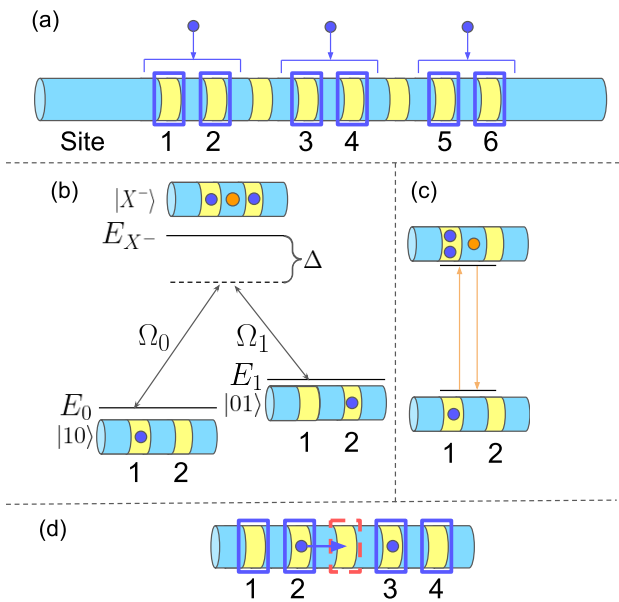 (a)
Site 1 2 3 4 5 6
(b)
|X⁻⟩
E_{X⁻}
Δ
Ω₀ Ω₁
E₀
|10⟩
1 2
E₁
|01⟩
1 2
(c)
1 2
(d)
1 2 3 4